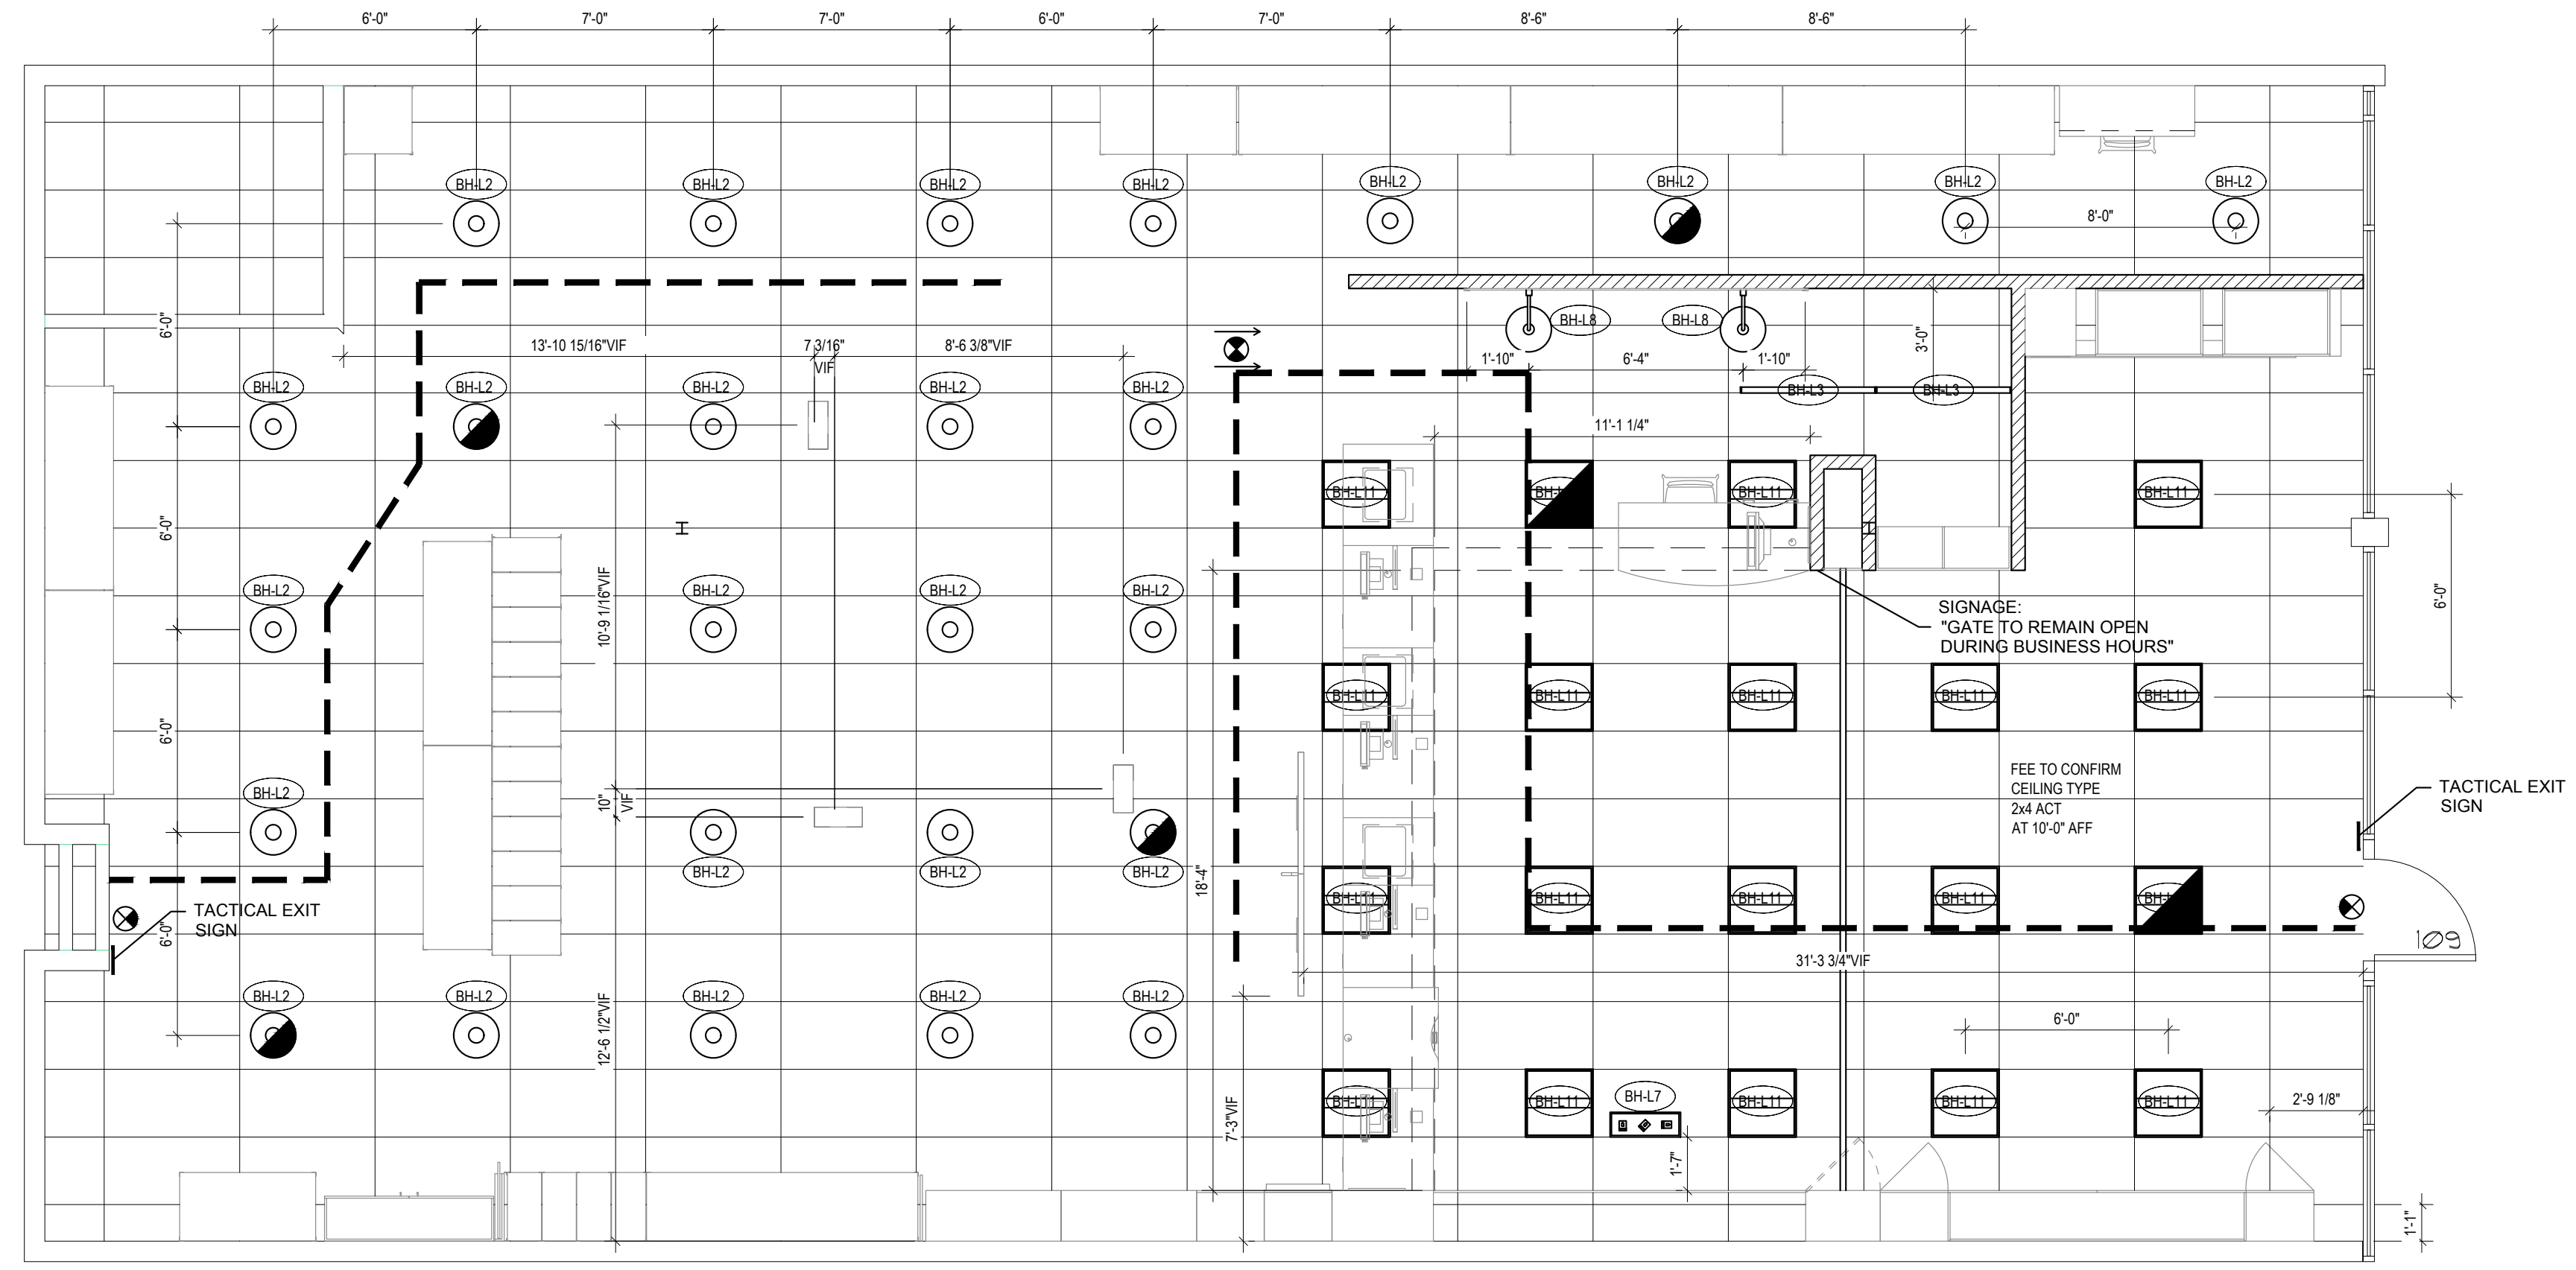 6'-0" 7'-0" 7'-0" 6'-0" 7'-0" 8'-6" 8'-6"
BH-L2 BH-L2 BH-L2 BH-L2 BH-L2 BH-L2 BH-L2 BH-L2
8'-0"
6'-0"
BH-L8 BH-L8
3'-0"
13'-10 15/16"VIF 7 3/16" 8'-6 3/8"VIF
VIF
1'-10" 6'-4" 1'-10"
BH-L2 BH-L2 BH-L2 BH-L2 BH-L2
BH-L3 BH-L3
11'-1 1/4"
BH-L11 BH-L11 BH-L11
6'-0"
10'-9 1/16"VIF
BH-L2 BH-L2 BH-L2 BH-L2
6'-0"
SIGNAGE:
"GATE TO REMAIN OPEN
DURING BUSINESS HOURS"
BH-L11 BH-L11 BH-L11 BH-L11 BH-L11
6'-0"
FEE TO CONFIRM
CEILING TYPE
2x4 ACT
AT 10'-0" AFF
TACTICAL EXIT
SIGN
BH-L2
10"
VIF
BH-L2 BH-L2 BH-L2
18'-4"
BH-L11 BH-L11 BH-L11 BH-L11
TACTICAL EXIT
SIGN
6'-0"
109
31'-3 3/4"VIF
BH-L2 BH-L2 BH-L2 BH-L2 BH-L2
12'-6 1/2"VIF
6'-0"
BH-L11 BH-L11 BH-L11 BH-L11 BH-L11
BH-L7
2'-9 1/8"
7'-3"VIF
1'-7"
1'-1"